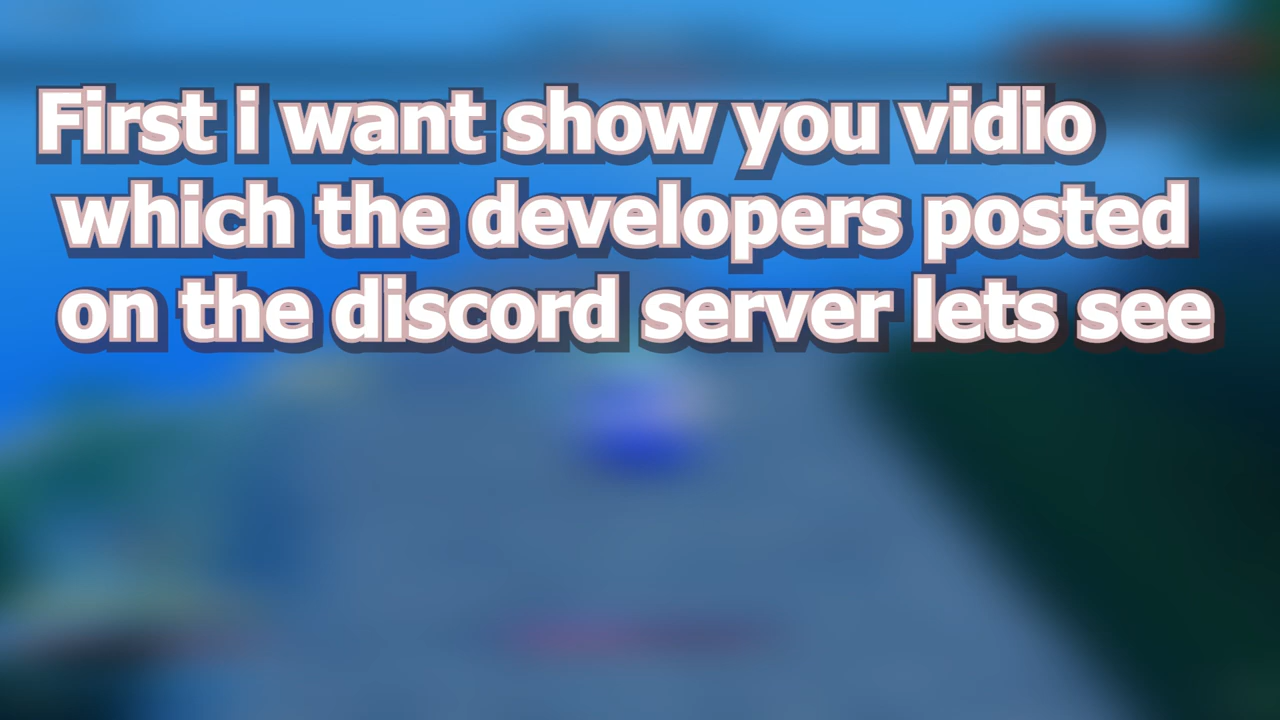 First i want show you vidio
which the developers posted
on the discord server lets see